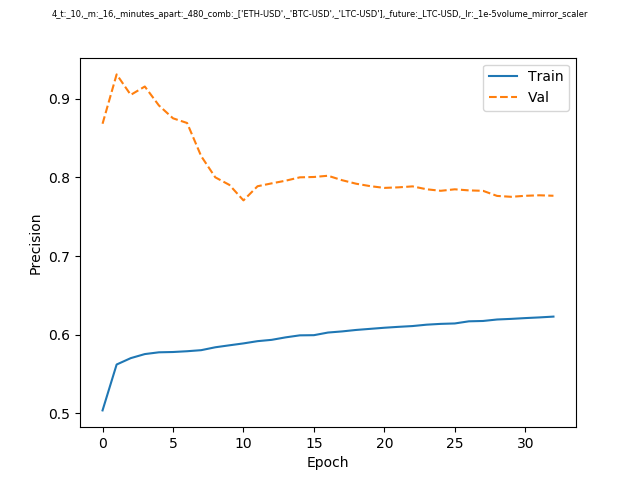 4_t:_10,_m:_16,_minutes_apart:_480_comb:_['ETH-USD',_'BTC-USD',_'LTC-USD'],_future:_LTC-USD,_lr:_1e-5volume_mirror_scaler
Train
Val
0.9
0.8
0.7
0.6
0.5
Precision
0 5 10 15 20 25 30
Epoch